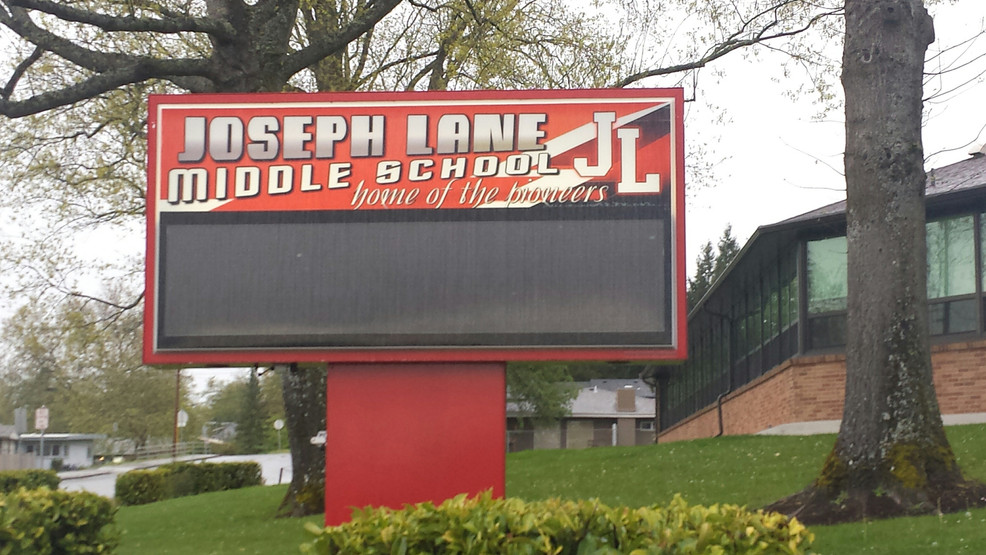 JOSEPH LANE
MIDDLE SCHOOL
home of the pioneers
JL